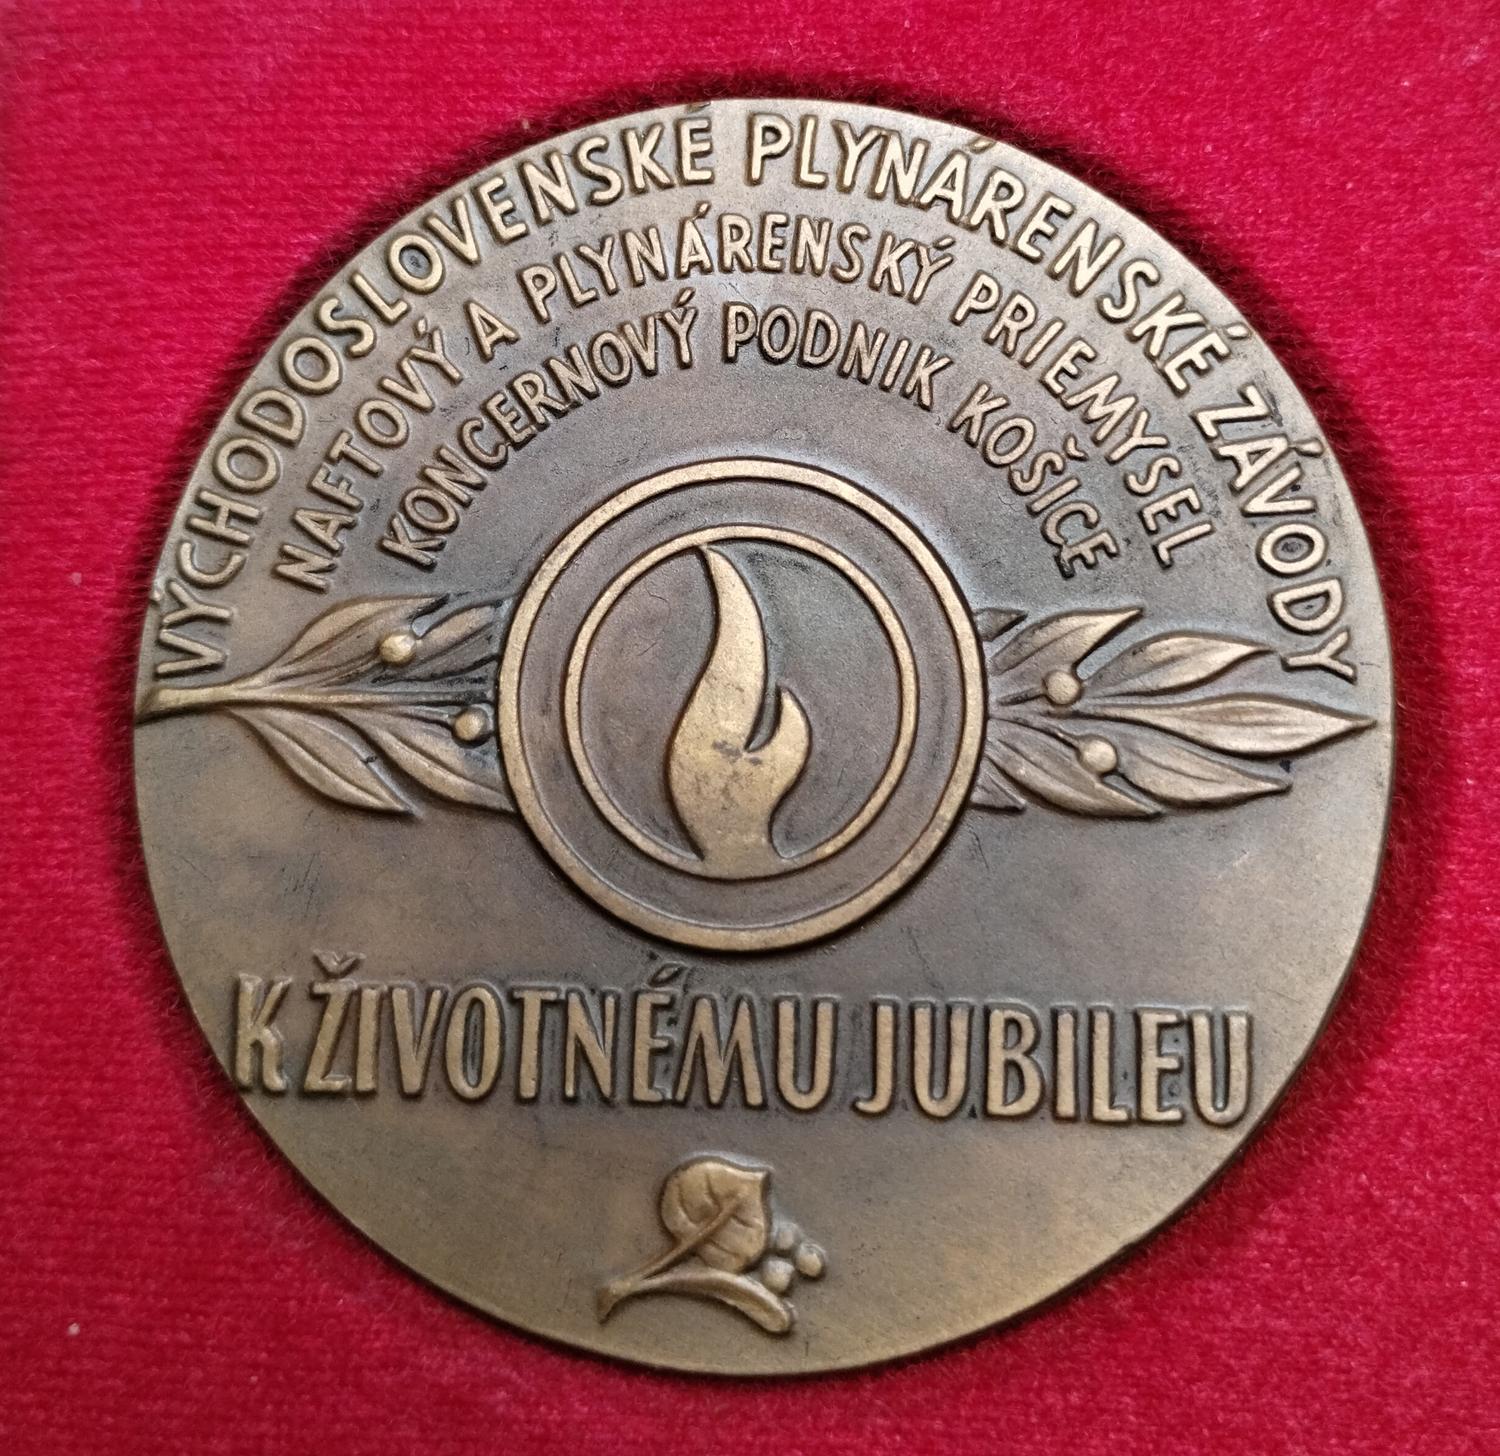 VÝCHODOSLOVENSKÉ PLYNÁRENSKÉ ZÁVODY
NAFTOVÝ A PLYNÁRENSKÝ PRIEMYSEL
KONCERNOVÝ PODNIK KOŠICE
K ŽIVOTNÉMU JUBILEU